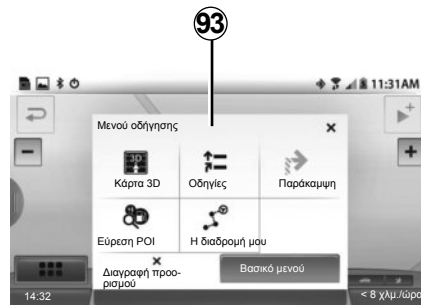 93
11:31AM
Μενού οδήγησης
3D
Κάρτα 3D
Οδηγίες
Παράκαμψη
Εύρεση POI
Η διαδρομή μου
Διαγραφή προο-
ρισμού
Βασικό μενού
14:32
< 8 χλμ./ώρα